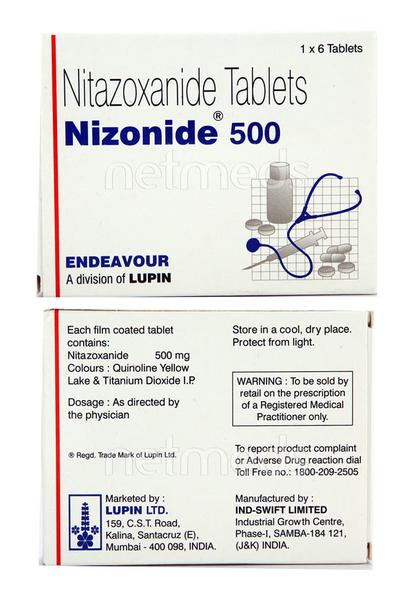 1 x 6 Tablets
Nitazoxanide Tablets
Nizonide® 500
netmeds
ENDEAVOUR
A division of LUPIN
Each film coated tablet
contains:
Nitazoxanide 500 mg
Colours : Quinoline Yellow
Lake & Titanium Dioxide I.P.
Dosage : As directed by
the physician
® Regd. Trade Mark of Lupin Ltd.
Store in a cool, dry place.
Protect from light.
WARNING : To be sold by
retail on the prescription
of a Registered Medical
Practitioner only.
netmeds
To report product complaint
or Adverse Drug reaction dial
Toll Free no.: 1800-209-2505
Marketed by :
LUPIN LTD.
159, C.S.T. Road,
Kalina, Santacruz (E),
Mumbai - 400 098, INDIA.
Manufactured by :
IND-SWIFT LIMITED
Industrial Growth Centre,
Phase-I, SAMBA-184 121,
(J&K) INDIA.